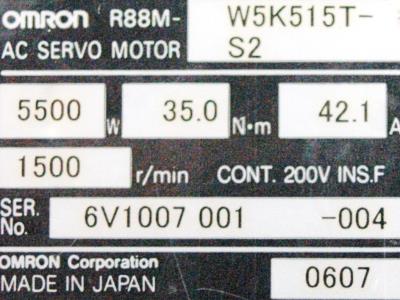 OMRON R88M- W5K515T-
AC SERVO MOTOR S2
5500 W 35.0 N·m 42.1 A
1500 r/min CONT. 200V INS.F
SER. No. 6V1007 001 -004
OMRON Corporation
MADE IN JAPAN 0607